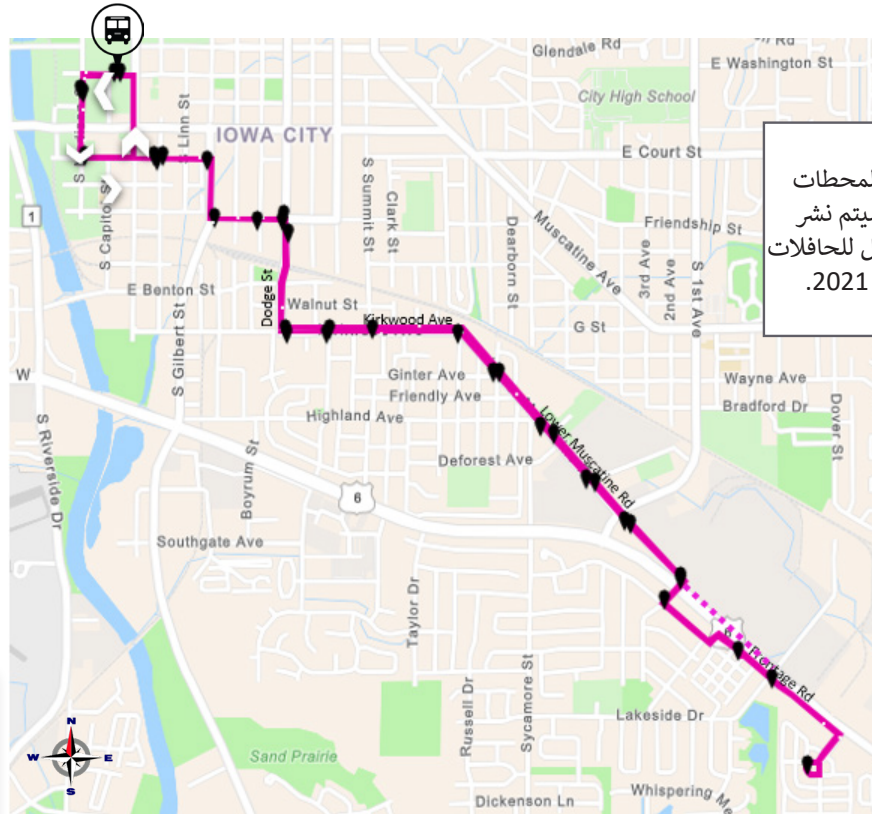 Glendale Rd
E Washington St
City High School
S Linn St
IOWA CITY
E Court St
المحطات
سيتم نشر
للحافلات
2021.
1
S Capitol St
S Summit St
Clark St
Dearborn St
Muscatine Ave
Friendship St
3rd Ave
2nd Ave
S 1st Ave
E Benton St
Dodge St
Walnut St
Kirkwood Ave
G St
S Gilbert St
W
Ginter Ave
Friendly Ave
Wayne Ave
Bradford Dr
Dover St
Highland Ave
Lower Muscatine Rd
S Riverside Dr
Boyrum St
Deforest Ave
6
Southgate Ave
Taylor Dr
6
Frontage Rd
Sycamore St
Russell Dr
Lakeside Dr
N
W
E
S
Sand Prairie
Whispering Me
Dickenson Ln